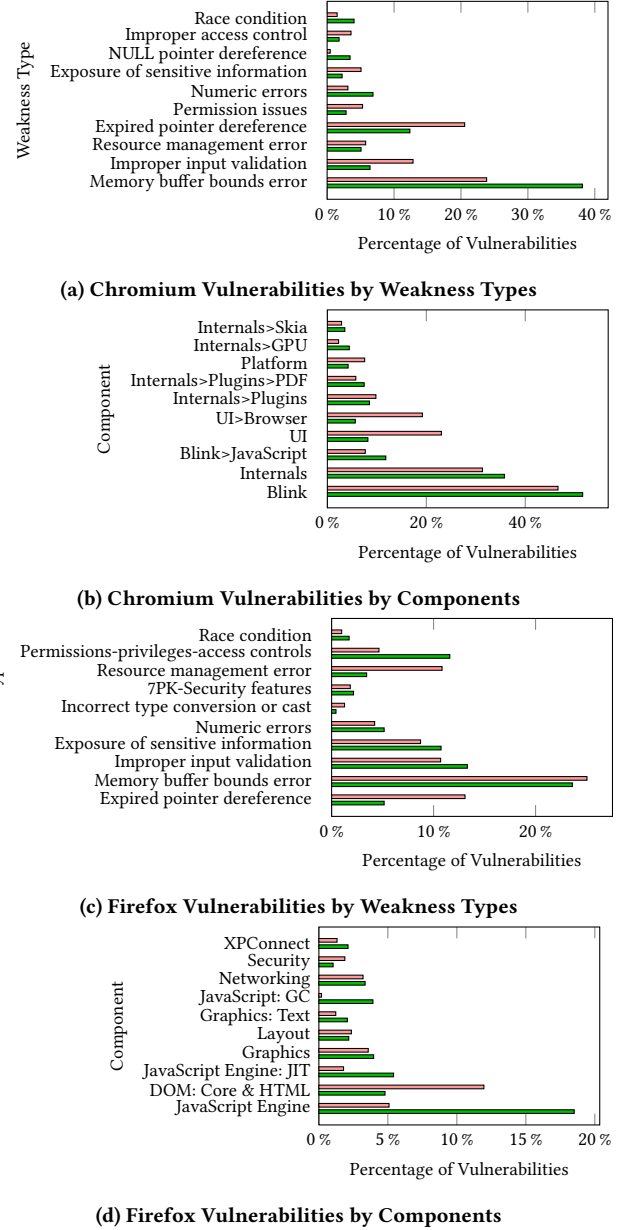 Weakness Type
Race condition
Improper access control
NULL pointer dereference
Exposure of sensitive information
Numeric errors
Permission issues
Expired pointer dereference
Resource management error
Improper input validation
Memory buffer bounds error
0 % 10 % 20 % 30 % 40 %
Percentage of Vulnerabilities
(a) Chromium Vulnerabilities by Weakness Types
Component
Internals>Skia
Internals>GPU
Platform
Internals>Plugins>PDF
Internals>Plugins
UI>Browser
UI
Blink>JavaScript
Internals
Blink
0 % 20 % 40 %
Percentage of Vulnerabilities
(b) Chromium Vulnerabilities by Components
Race condition
Permissions-privileges-access controls
Resource management error
7PK-Security features
Incorrect type conversion or cast
Numeric errors
Exposure of sensitive information
Improper input validation
Memory buffer bounds error
Expired pointer dereference
0 % 10 % 20 %
Percentage of Vulnerabilities
(c) Firefox Vulnerabilities by Weakness Types
Component
XPConnect
Security
Networking
JavaScript: GC
Graphics: Text
Layout
Graphics
JavaScript Engine: JIT
DOM: Core & HTML
JavaScript Engine
0 % 5 % 10 % 15 % 20 %
Percentage of Vulnerabilities
(d) Firefox Vulnerabilities by Components